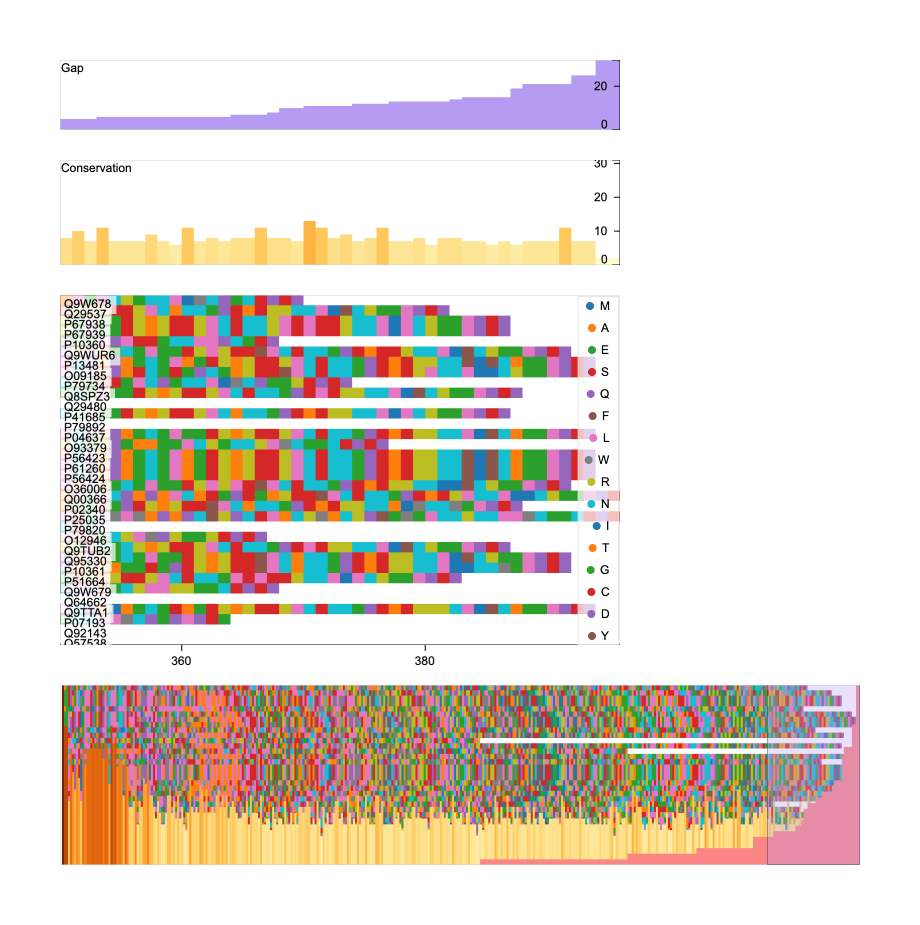 Gap
20
0
Conservation
30
20
10
0
Q9W678
Q29537
P67938
P67939
P10360
Q9WUR6
P13481
O09185
P79734
Q8SPZ3
Q29480
P41685
P79892
P04637
O93379
P56423
P61260
P56424
O36006
Q00366
P02340
P25035
P79820
O12946
Q9TUB2
Q95330
P10361
P51664
Q9W679
Q64662
Q9TTA1
P07193
Q92143
O57538
M
A
E
S
Q
F
L
W
R
N
I
T
G
C
D
Y
360
380